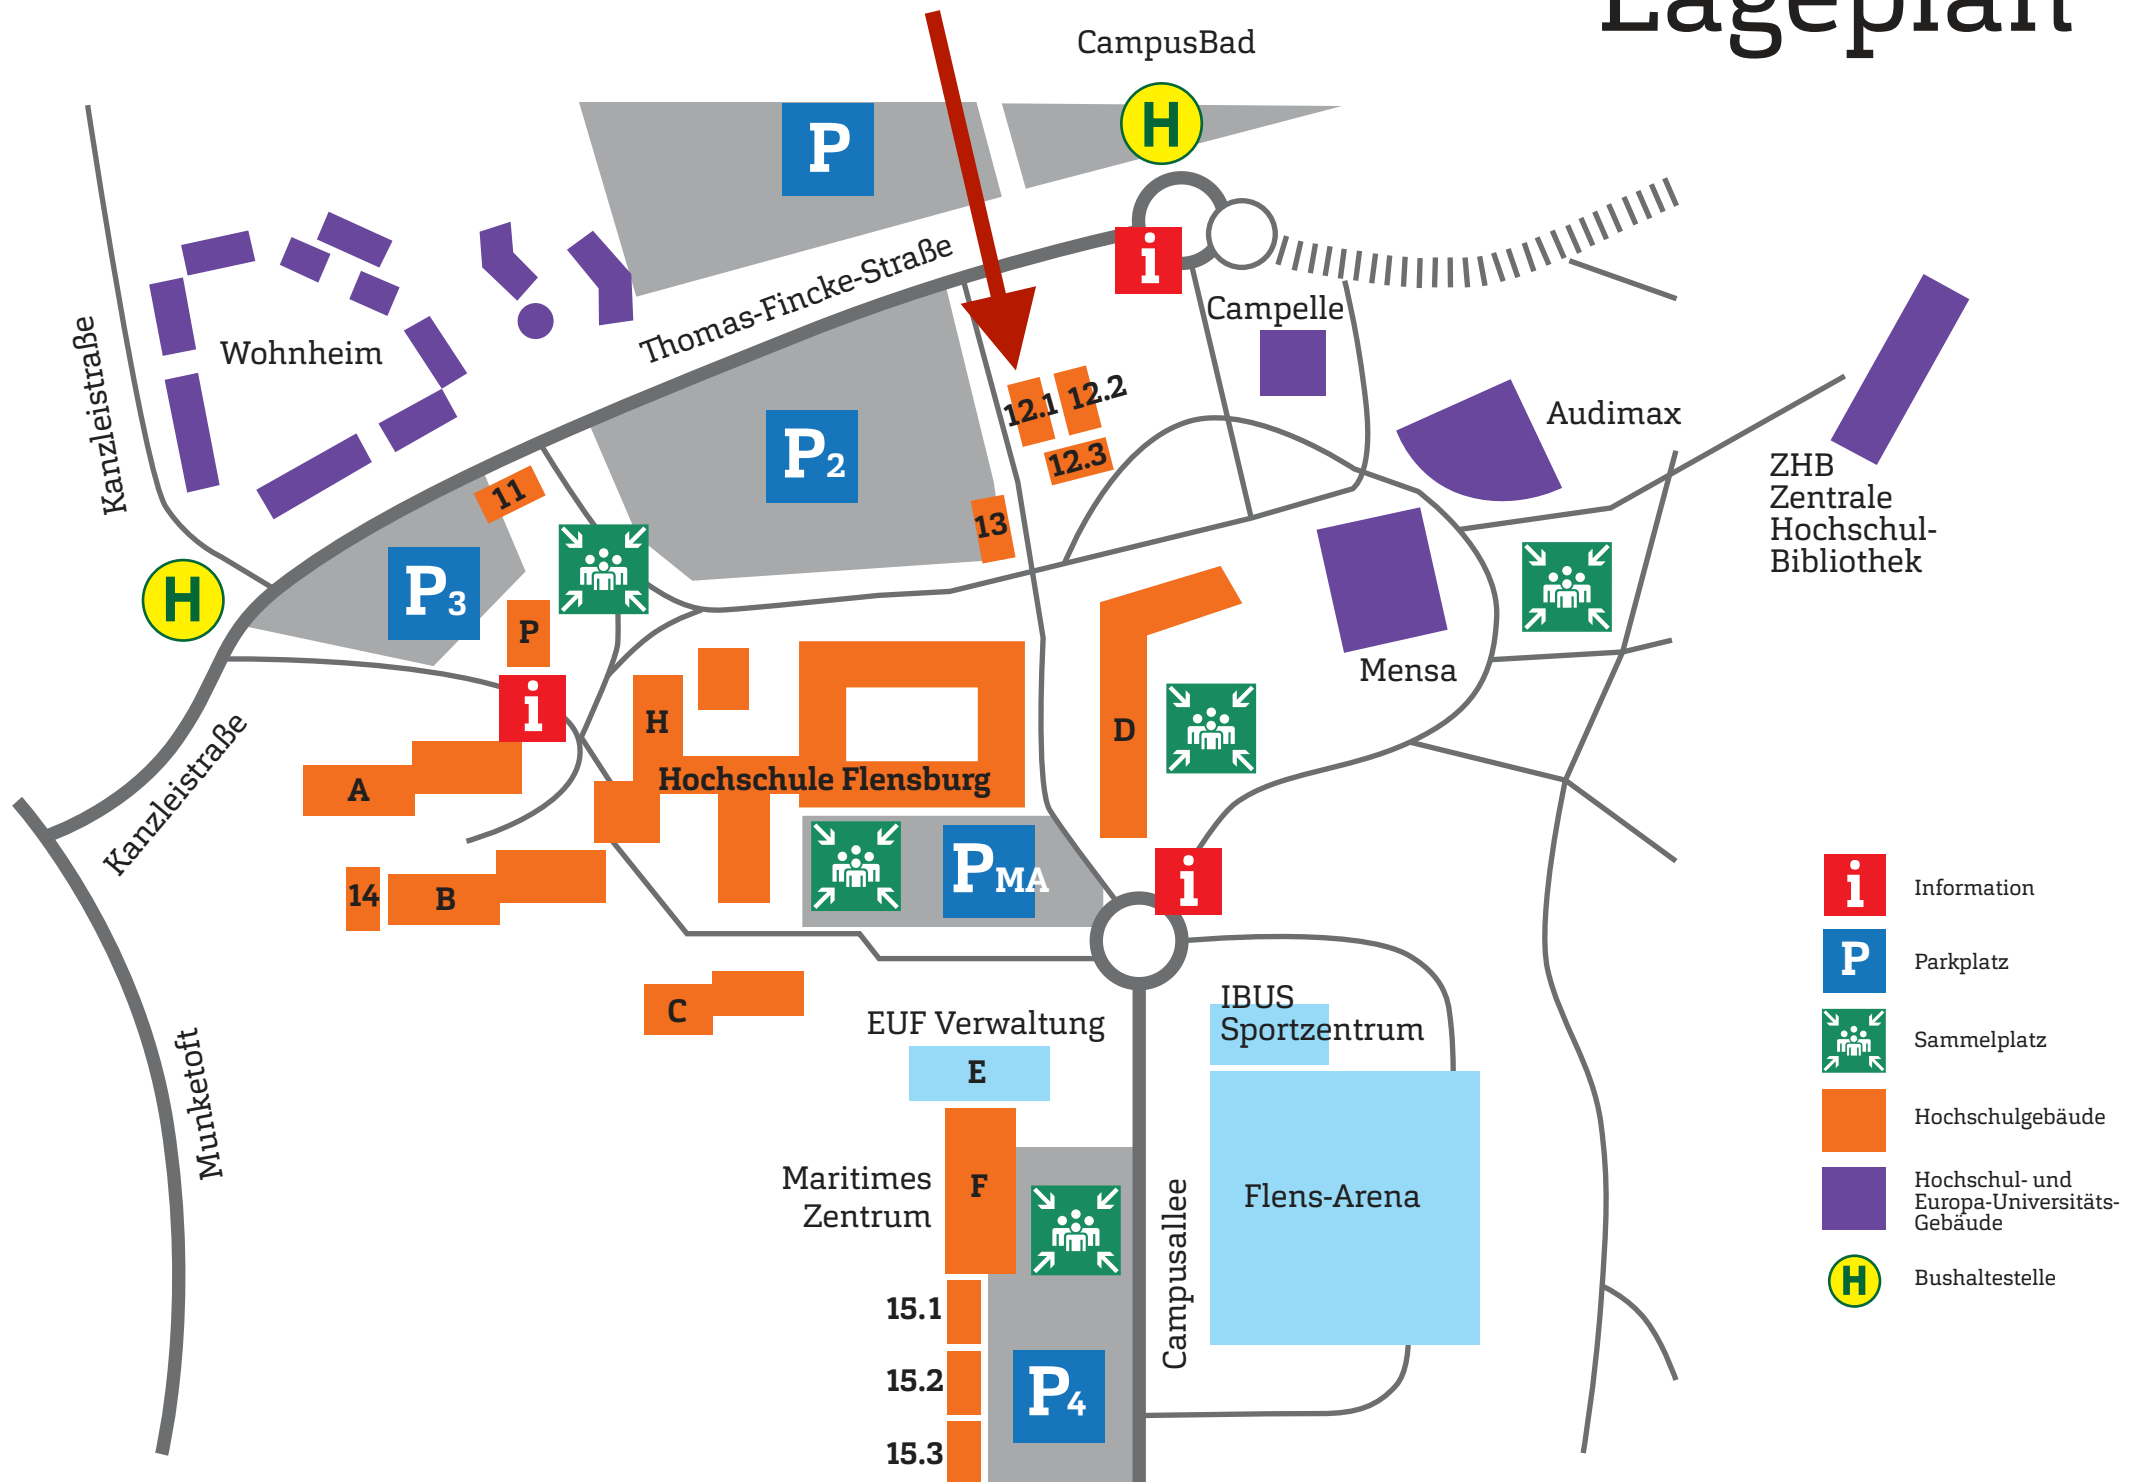 Lageplan
CampusBad
H
P
i
Thomas-Fincke-Straße
Campelle
Kanzleistraße
Wohnheim
12.1
12.2
12.3
P2
Audimax
ZHB
Zentrale
Hochschul-
Bibliothek
11
13
H
P3
P
i
Mensa
H
D
Kanzleistraße
A
Hochschule Flensburg
14
B
PMA
i
C
EUF Verwaltung
IBUS
Sportzentrum
E
Munketoft
Maritimes
Zentrum
F
Campusallee
Flens-Arena
15.1
15.2
15.3
P4
i
Information
P
Parkplatz
Sammelplatz
Hochschulgebäude
Hochschul- und
Europa-Universitäts-
Gebäude
H
Bushaltestelle